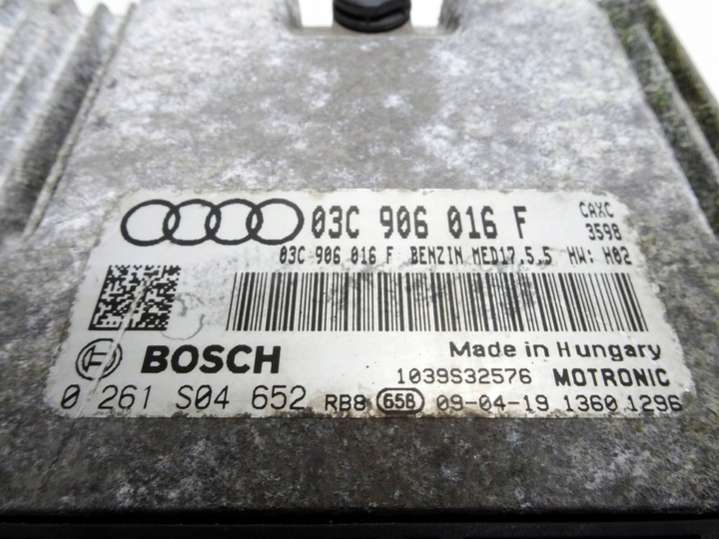 03C 906 016 F CAXC
3598
03C 906 016 F BENZIN MED17.5.5 HW: H02
BOSCH Made in Hungary
1039S32576 MOTRONIC
0 261 S04 652 RB8 658 09-04-19 1360 1296